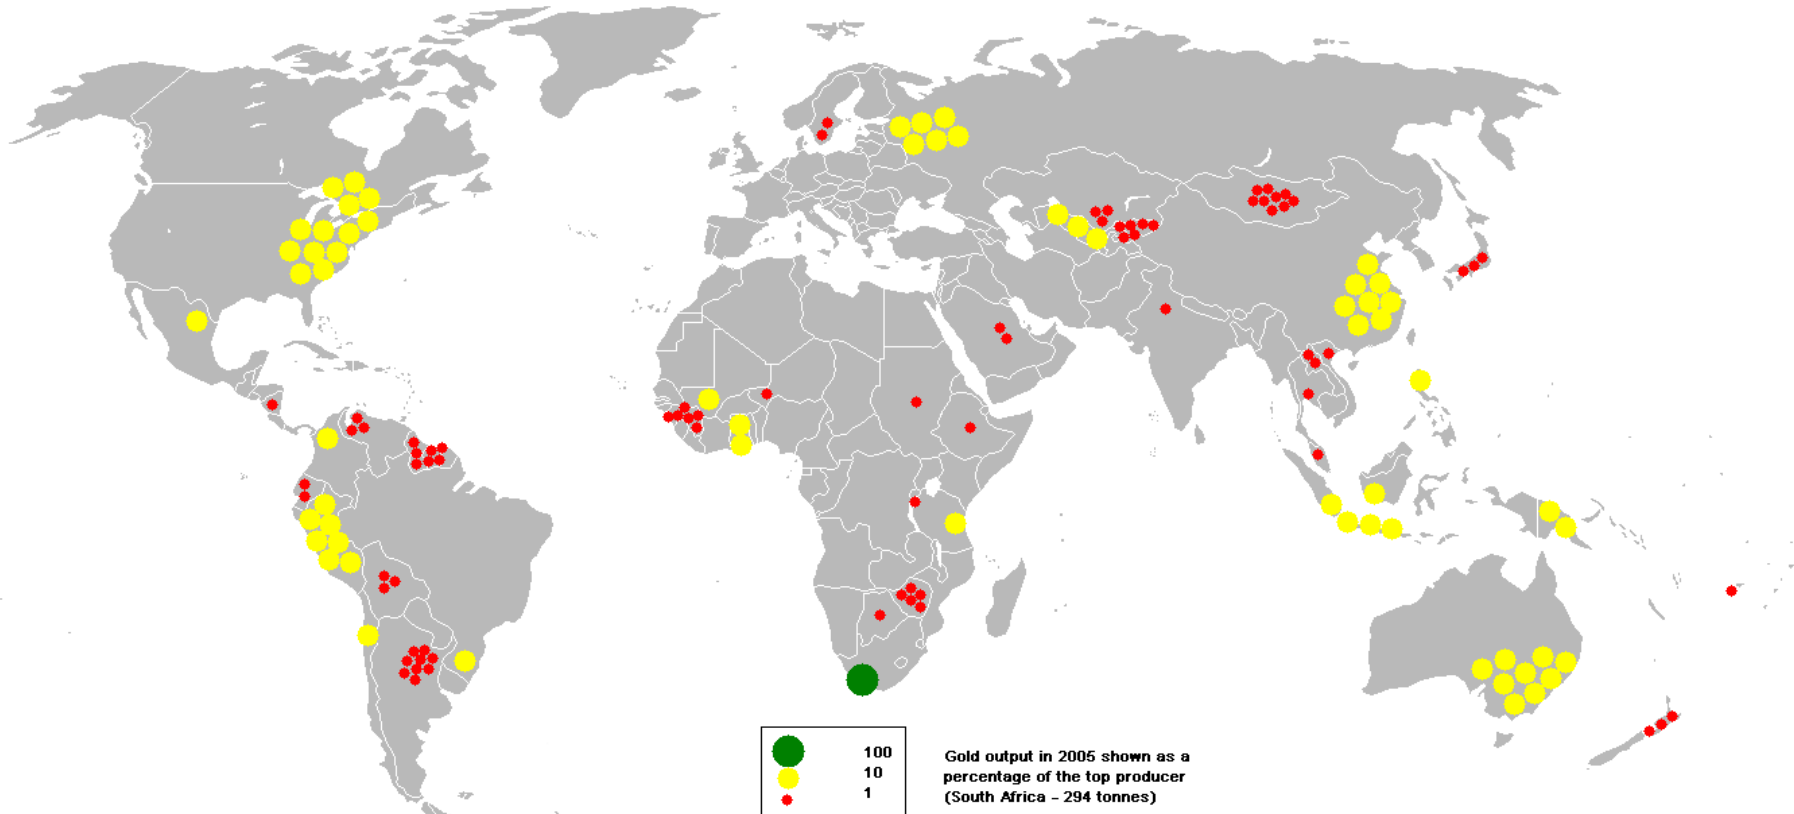 100
10
1
Gold output in 2005 shown as a
percentage of the top producer
(South Africa - 294 tonnes)